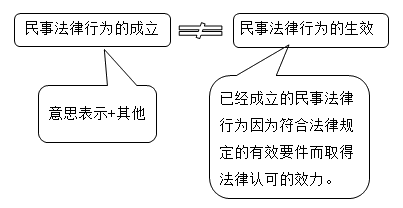 民事法律行为的成立 ≠ 民事法律行为的生效
意思表示+其他
已经成立的民事法律
行为因为符合法律规
定的有效要件而取得
法律认可的效力。